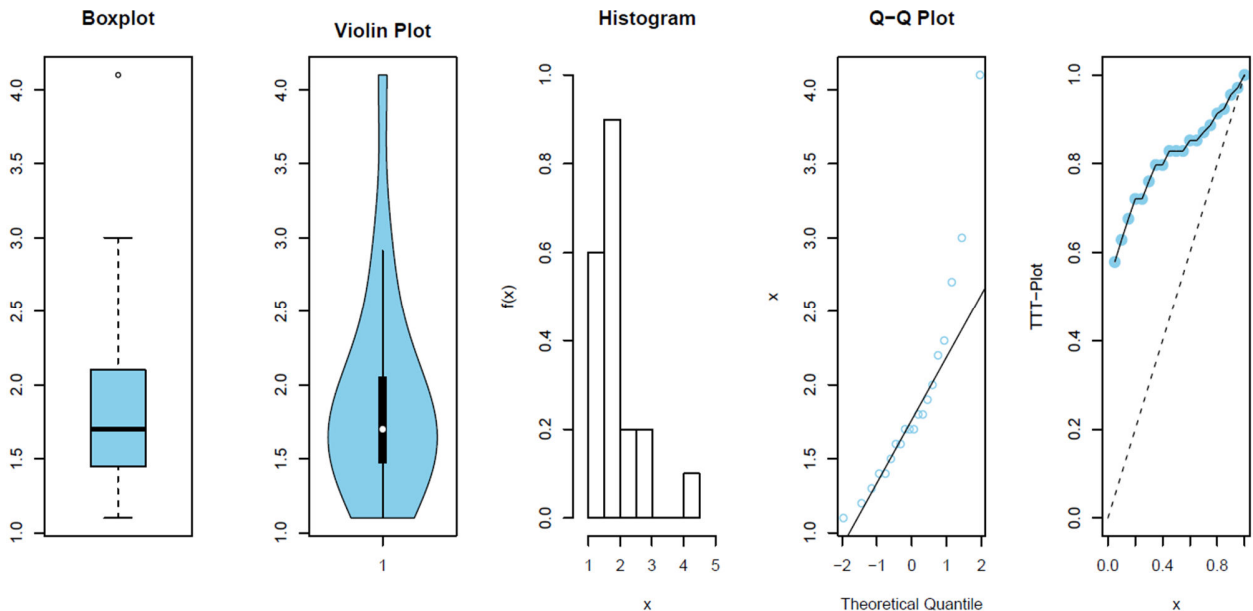 Boxplot
1.0 1.5 2.0 2.5 3.0 3.5 4.0
Violin Plot
1.0 1.5 2.0 2.5 3.0 3.5 4.0
1
Histogram
f(x)
0.0 0.2 0.4 0.6 0.8 1.0
1 2 3 4 5
x
Q-Q Plot
x
1.0 1.5 2.0 2.5 3.0 3.5 4.0
−2 −1 0 1 2
Theoretical Quantile
TTT-Plot
0.0 0.2 0.4 0.6 0.8 1.0
0.0 0.4 0.8
x